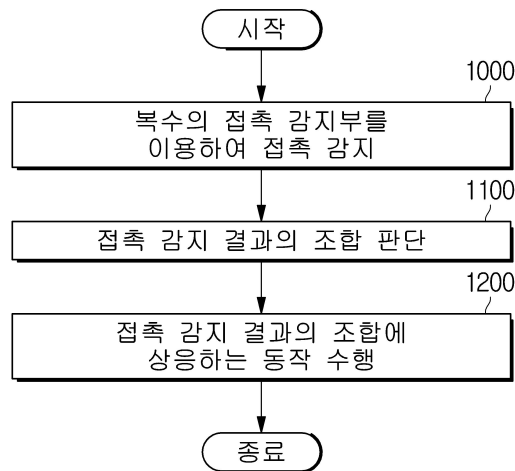 시작
1000
복수의 접촉 감지부를
이용하여 접촉 감지
1100
접촉 감지 결과의 조합 판단
1200
접촉 감지 결과의 조합에
상응하는 동작 수행
종료